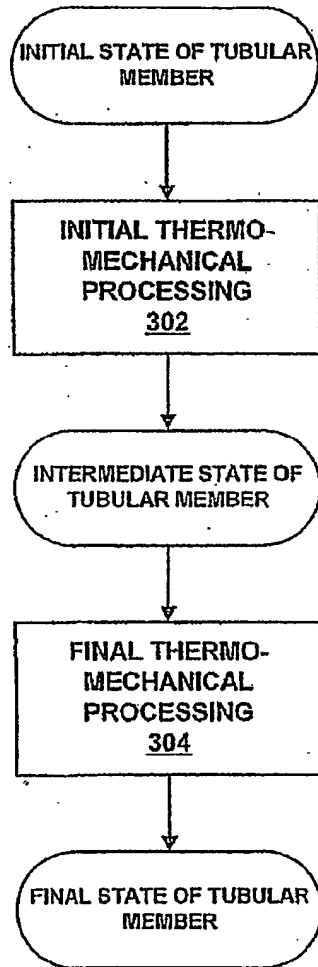 INITIAL STATE OF TUBULAR
MEMBER
INITIAL THERMO-
MECHANICAL
PROCESSING
302
INTERMEDIATE STATE OF
TUBULAR MEMBER
FINAL THERMO-
MECHANICAL
PROCESSING
304
FINAL STATE OF TUBULAR
MEMBER